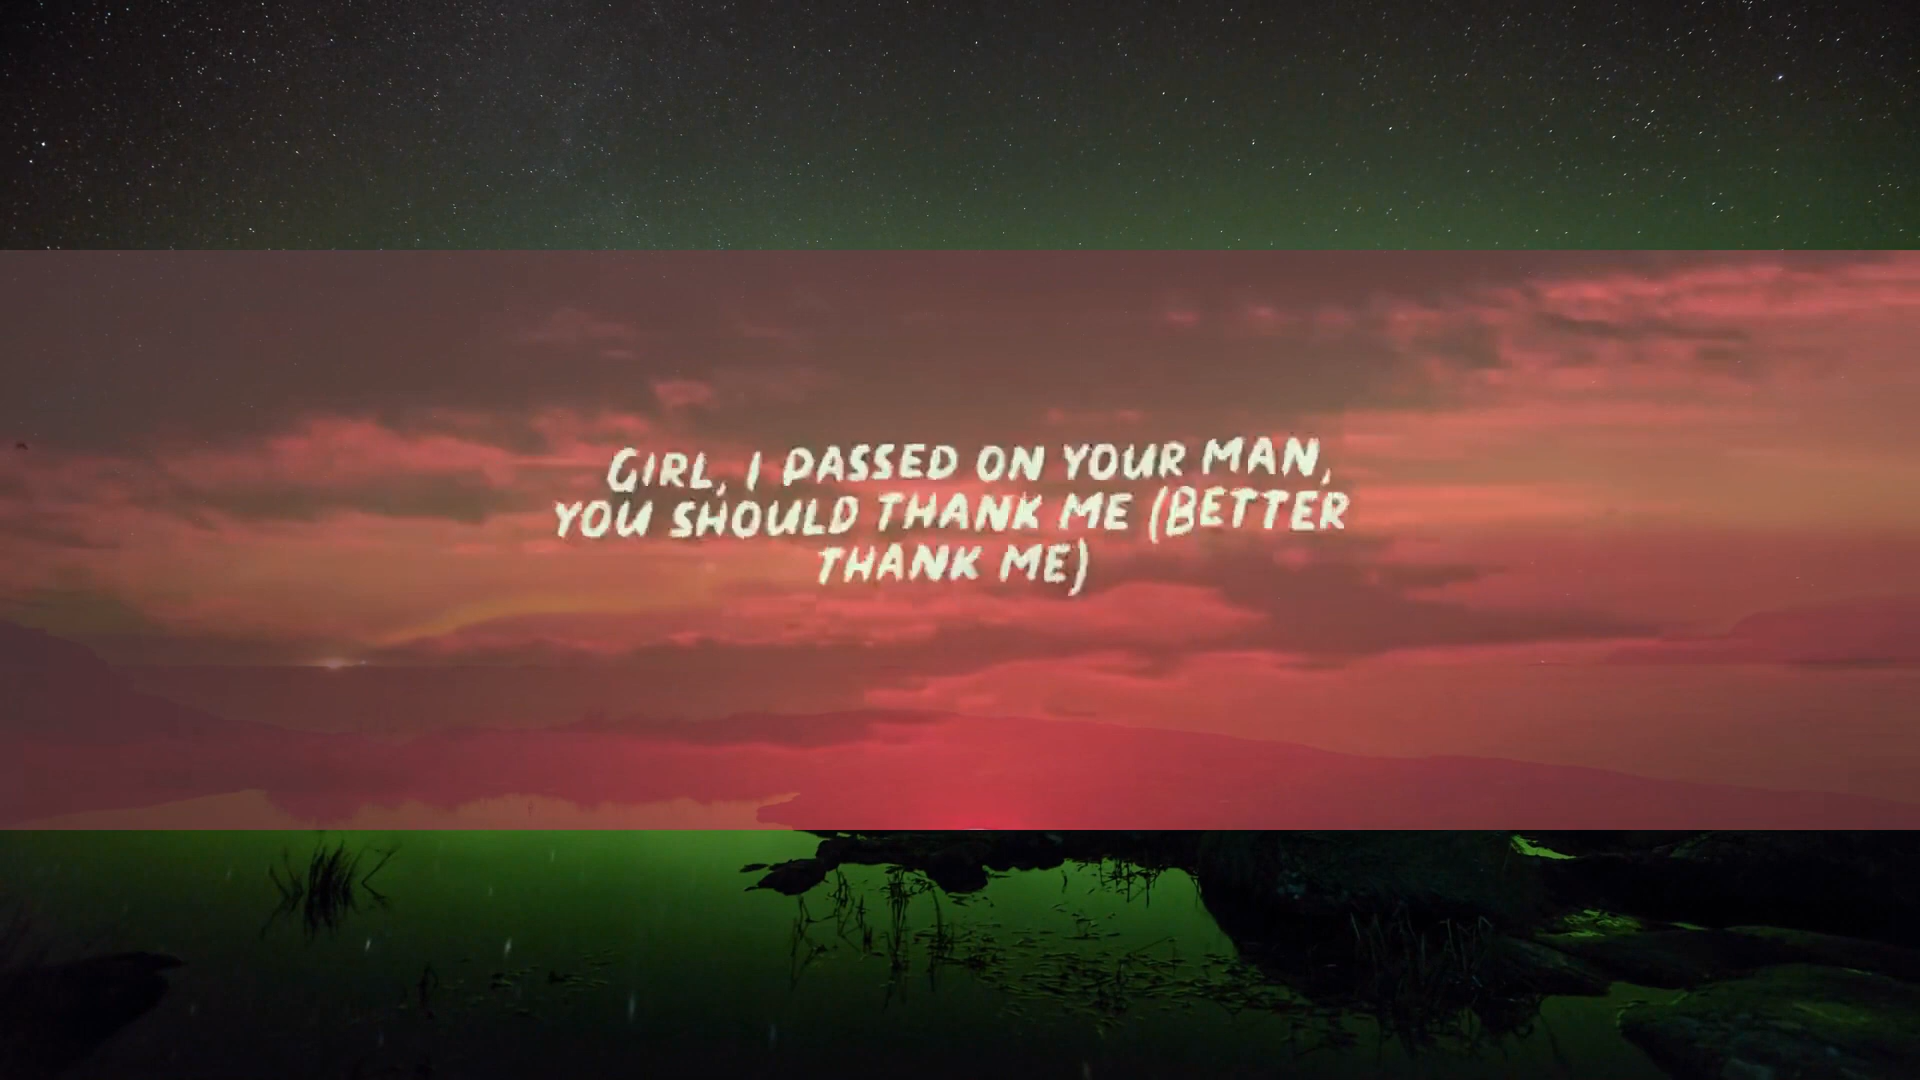 GIRL, I PASSED ON YOUR MAN,
YOU SHOULD THANK ME (BETTER
THANK ME)